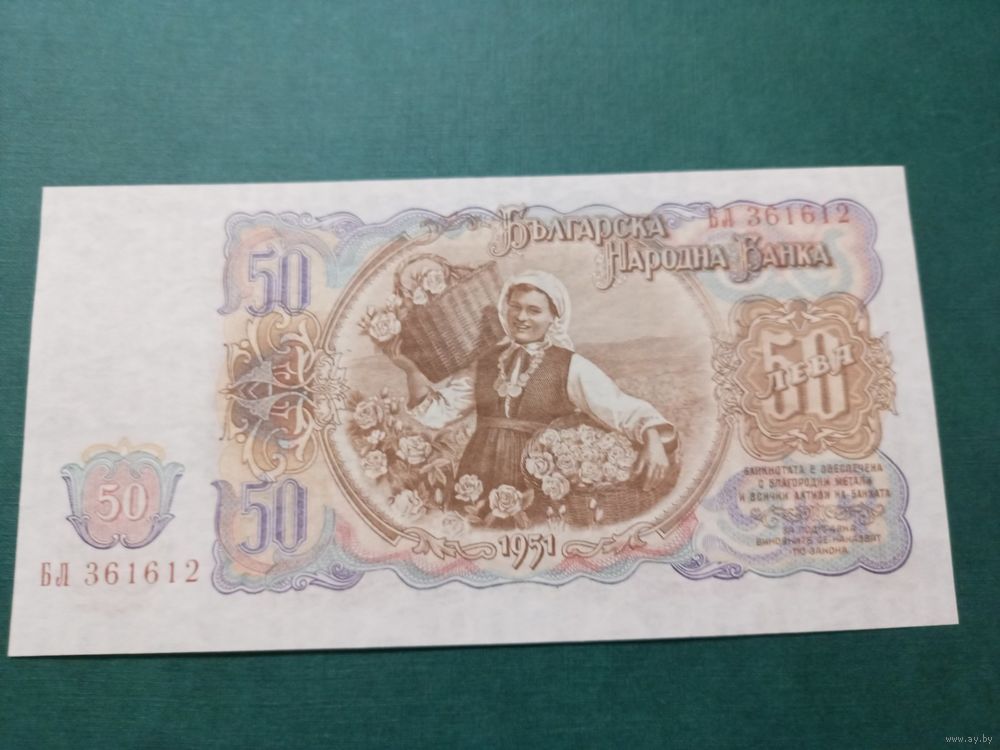 Българска
БЛ 361612
Народна Банка
50
50
ЛЕВА
БАНКНОТАТА Е ОБЕЗПЕЧЕНА
С БЛАГОРОДНИ МЕТАЛИ
И ВСИЧКИ АКТИВИ НА БАНКАТА
50
50
ЗА ПОДПРАВКА
ВИНОВНИТЕ СЕ НАКАЗВАТ
ПО ЗАКОНА
1951
БЛ 361612
www.ay.by